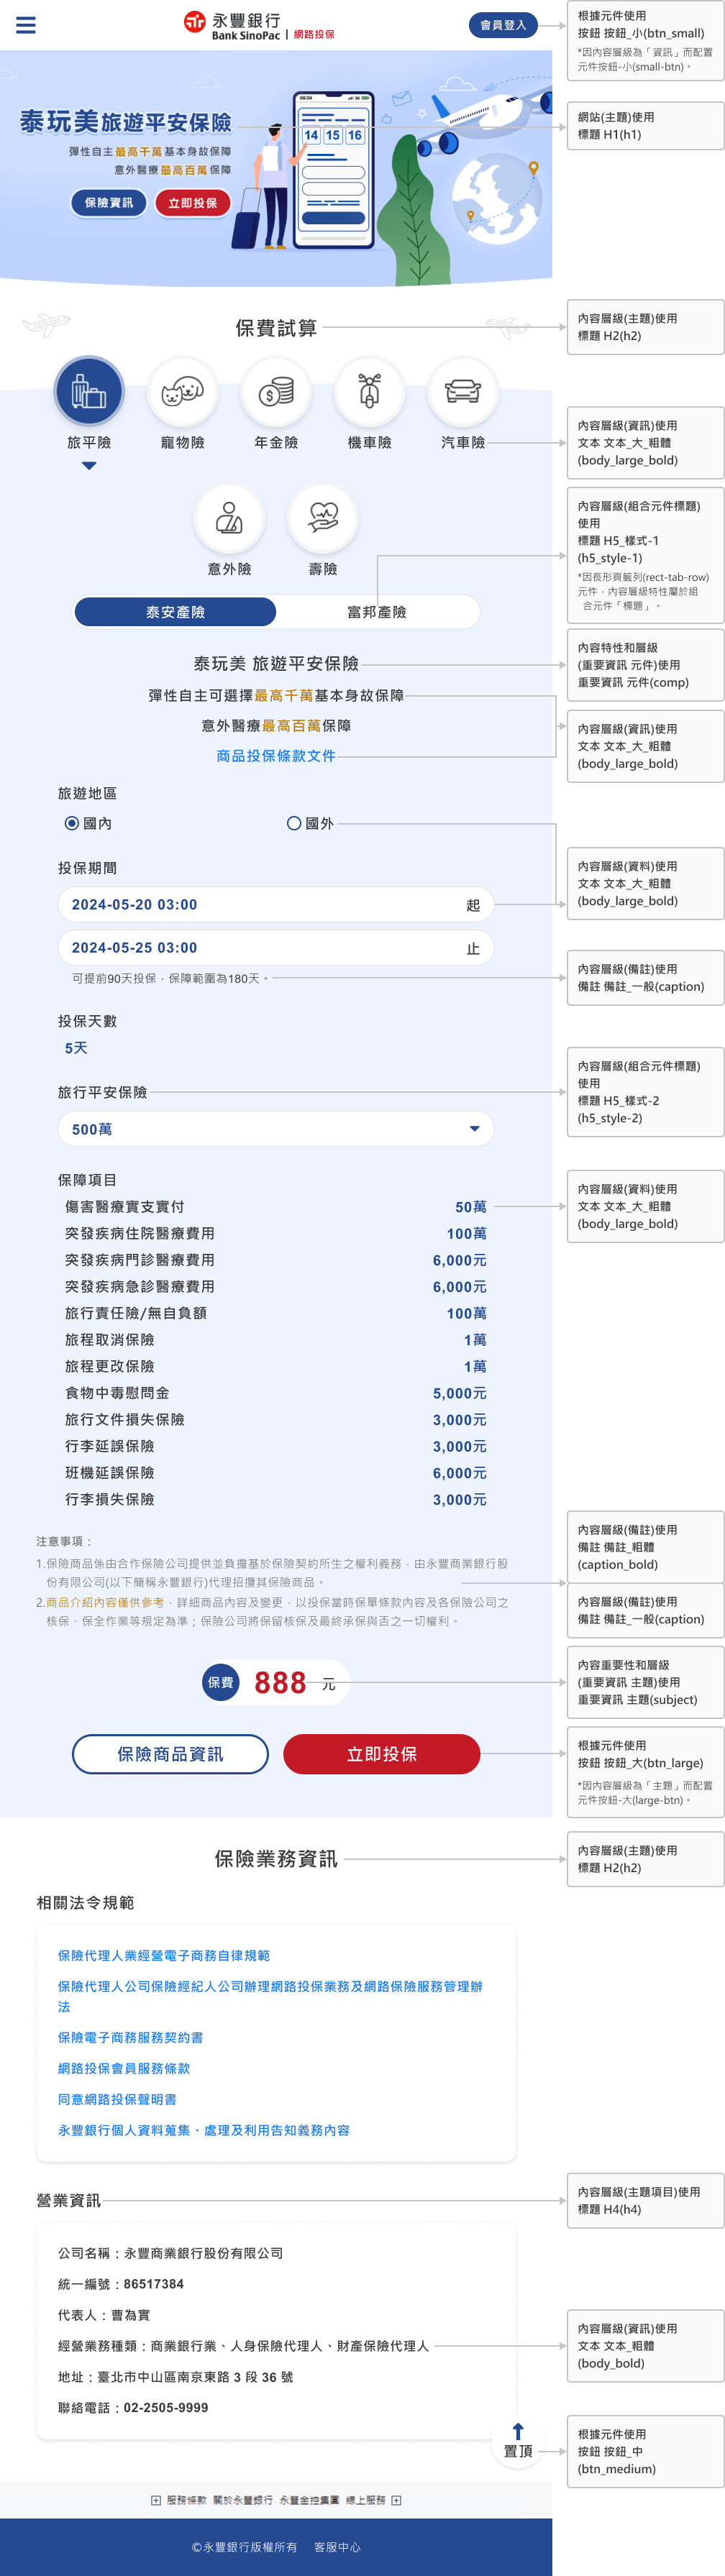 永豐銀行
Bank SinoPac | 網路投保
會員登入
根據元件使用
按鈕 按鈕_小(btn_small)
*因內容層級為「資訊」而配置
元件按鈕-小(small-btn)。
泰玩美旅遊平安保險
彈性自主最高千萬基本身故保障
意外醫療最高百萬保障
保險資訊
立即投保
14 15 16
網站(主題)使用
標題 H1(h1)
保費試算
內容層級(主題)使用
標題 H2(h2)
旅平險
寵物險
年金險
機車險
汽車險
內容層級(資訊)使用
文本 文本_大_粗體
(body_large_bold)
意外險
壽險
內容層級(組合元件標題)
使用
標題 H5_樣式-1
(h5_style-1)
*因長形頁籤列(rect-tab-row)
元件，內容層級特性屬於組
合元件「標題」。
泰安產險
富邦產險
泰玩美 旅遊平安保險
內容特性和層級
(重要資訊 元件)使用
重要資訊 元件(comp)
彈性自主可選擇最高千萬基本身故保障
意外醫療最高百萬保障
商品投保條款文件
內容層級(資訊)使用
文本 文本_大_粗體
(body_large_bold)
旅遊地區
國內
國外
投保期間
2024-05-20 03:00 起
2024-05-25 03:00 止
內容層級(資料)使用
文本 文本_大_粗體
(body_large_bold)
可提前90天投保，保障範圍為180天。
內容層級(備註)使用
備註 備註_一般(caption)
投保天數
5天
旅行平安保險
500萬
內容層級(組合元件標題)
使用
標題 H5_樣式-2
(h5_style-2)
保障項目
傷害醫療實支實付 50萬
突發疾病住院醫療費用 100萬
突發疾病門診醫療費用 6,000元
突發疾病急診醫療費用 6,000元
旅行責任險/無自負額 100萬
旅程取消保險 1萬
旅程更改保險 1萬
食物中毒慰問金 5,000元
旅行文件損失保險 3,000元
行李延誤保險 3,000元
班機延誤保險 6,000元
行李損失保險 3,000元
內容層級(資料)使用
文本 文本_大_粗體
(body_large_bold)
注意事項：
1.保險商品係由合作保險公司提供並負擔基於保險契約所生之權利義務，由永豐商業銀行股
份有限公司(以下簡稱永豐銀行)代理招攬其保險商品。
2.商品介紹內容僅供參考，詳細商品內容及變更，以投保當時保單條款內容及各保險公司之
核保、保全作業等規定為準；保險公司將保留核保及最終承保與否之一切權利。
內容層級(備註)使用
備註 備註_粗體
(caption_bold)
內容層級(備註)使用
備註 備註_一般(caption)
保費 888 元
內容重要性和層級
(重要資訊 主題)使用
重要資訊 主題(subject)
保險商品資訊
立即投保
根據元件使用
按鈕 按鈕_大(btn_large)
*因內容層級為「主題」而配置
元件按鈕-大(large-btn)。
保險業務資訊
內容層級(主題)使用
標題 H2(h2)
相關法令規範
保險代理人業經營電子商務自律規範
保險代理人公司保險經紀人公司辦理網路投保業務及網路保險服務管理辦
法
保險電子商務服務契約書
網路投保會員服務條款
同意網路投保聲明書
永豐銀行個人資料蒐集、處理及利用告知義務內容
營業資訊
內容層級(主題項目)使用
標題 H4(h4)
公司名稱：永豐商業銀行股份有限公司
統一編號：86517384
代表人：曹為實
經營業務種類：商業銀行業、人身保險代理人、財產保險代理人
地址：臺北市中山區南京東路 3 段 36 號
聯絡電話：02-2505-9999
內容層級(資訊)使用
文本 文本_粗體
(body_bold)
置頂
根據元件使用
按鈕 按鈕_中
(btn_medium)
服務條款 關於永豐銀行 永豐金控集團 線上服務
©永豐銀行版權所有 客服中心